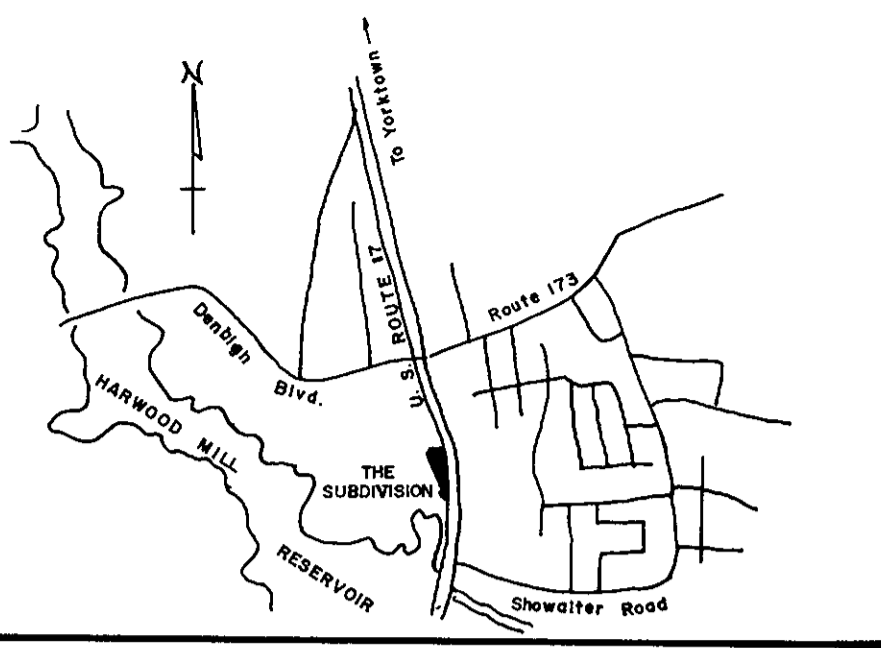 N
To Yorktown
U. S. ROUTE 17
Route 173
Denbigh
Blvd.
HARWOOD MILL
THE
SUBDIVISION
RESERVOIR
Showalter Road